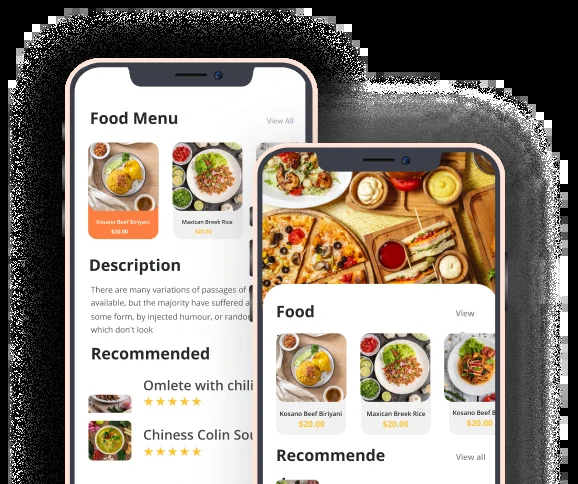 Food Menu
View All
Kosano Beef Biriyani
$20.00
Maxican Breek Rice
$20.00
Description
There are many variations of passages of
available, but the majority have suffered a
some form, by injected humour, or random
which don't look
Recommended
Omlete with chili
★★★★★
Chiness Colin Sou
★★★★★
Food
View
Kosano Beef Biriyani
$20.00
Maxican Breek Rice
$20.00
Kosano Beef B
$20.00
Recommende
View all